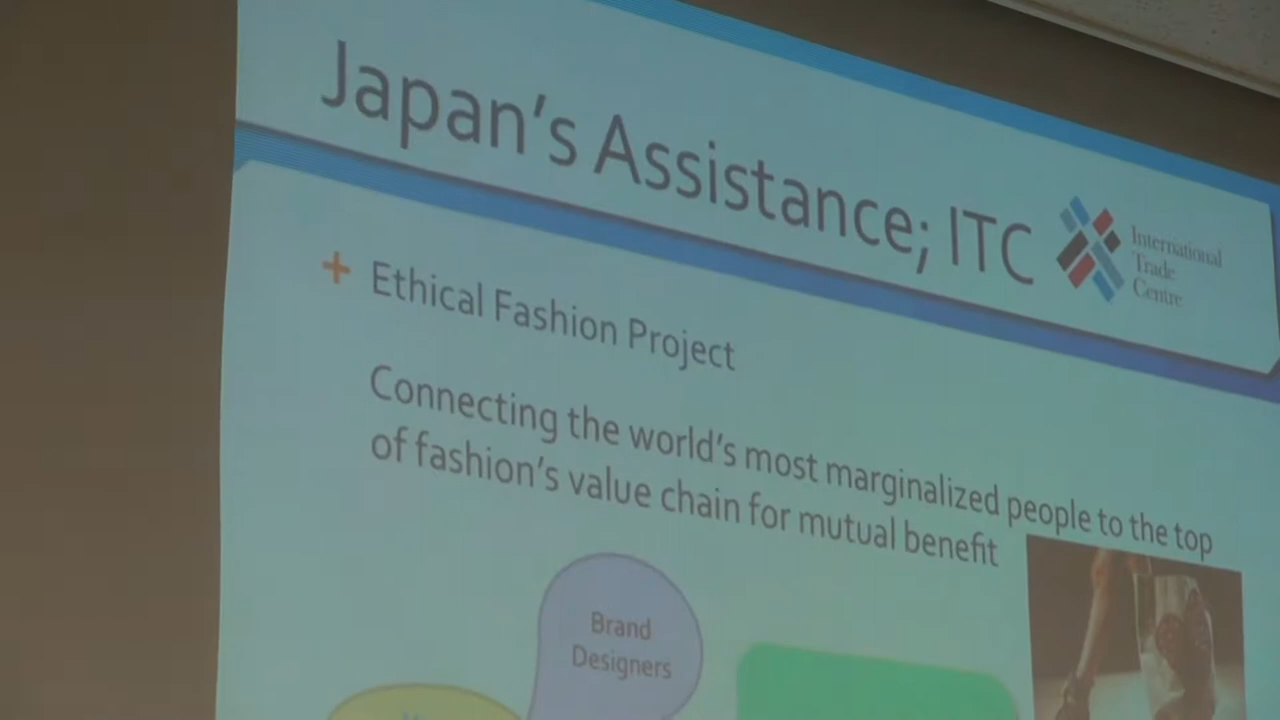 Japan's Assistance; ITC
International
Trade
Centre
+ Ethical Fashion Project
Connecting the world's most marginalized people to the top
of fashion's value chain for mutual benefit
Brand
Designers